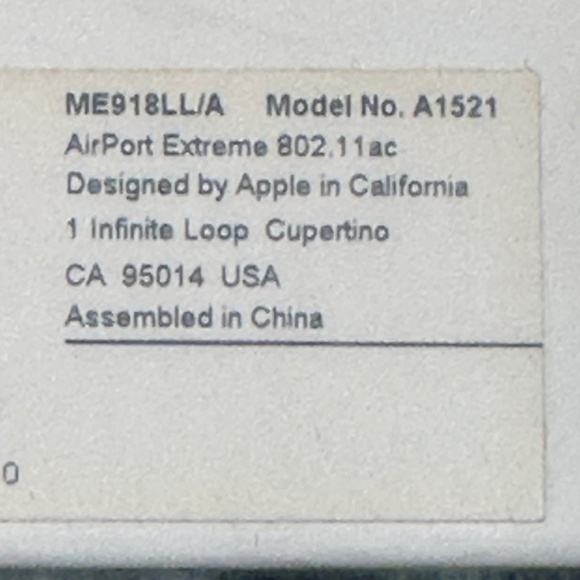 ME918LL/A Model No. A1521
AirPort Extreme 802.11ac
Designed by Apple in California
1 Infinite Loop Cupertino
CA 95014 USA
Assembled in China
0